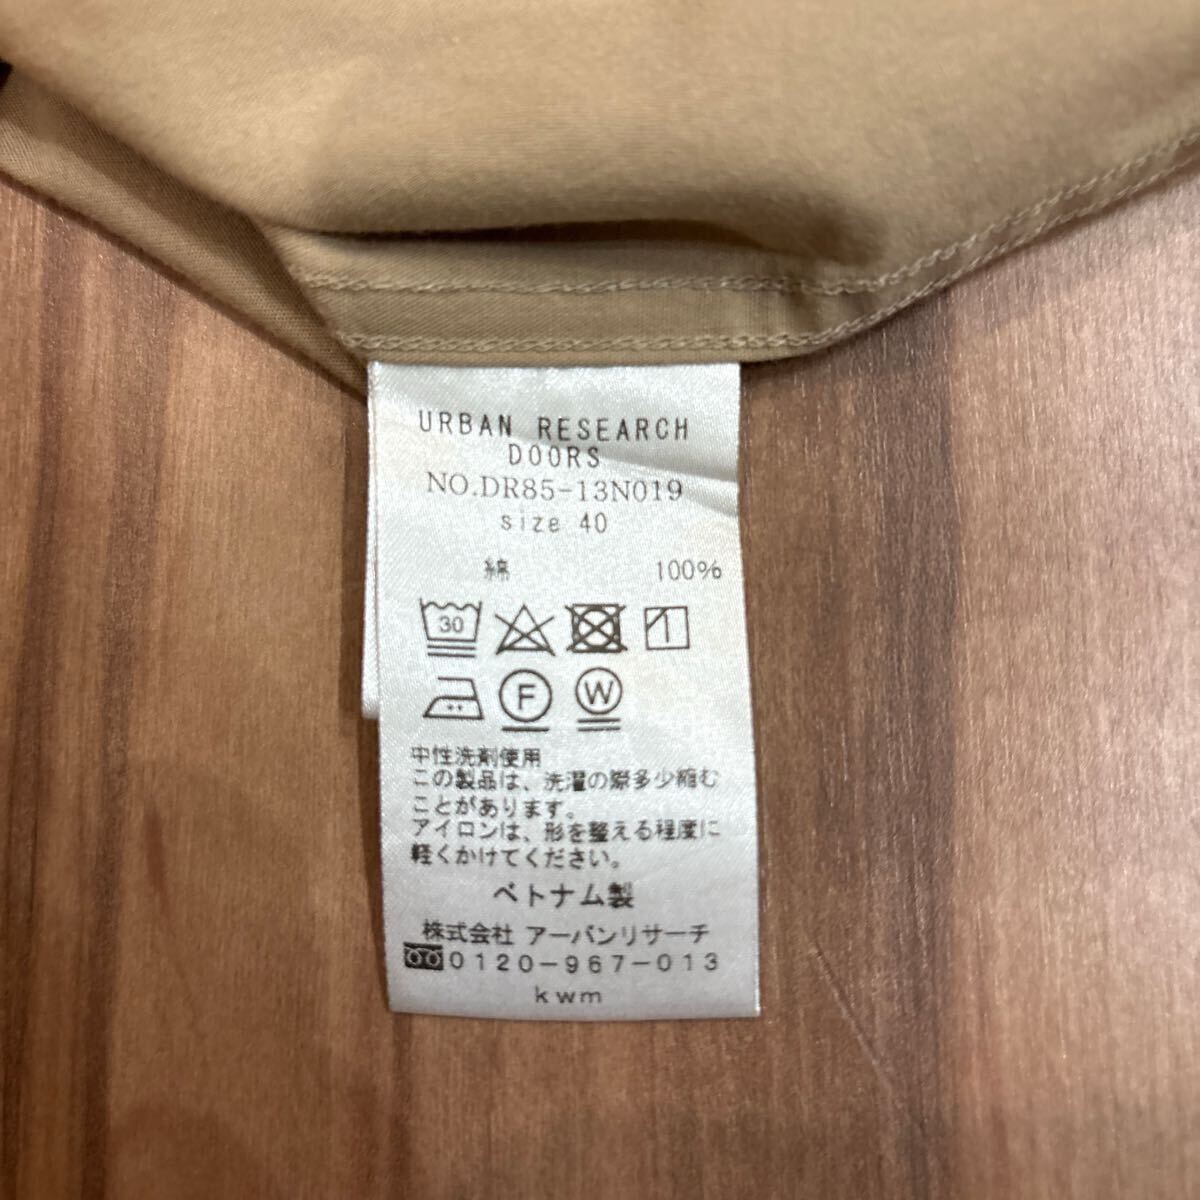 URBAN RESEARCH
DOORS
NO.DR85-13N019
size 40
綿 100%
30
F W
中性洗剤使用
この製品は、洗濯の際多少縮む
ことがあります。
アイロンは、形を整える程度に
軽くかけてください。
ベトナム製
株式会社 アーバンリサーチ
0120-967-013
kwm